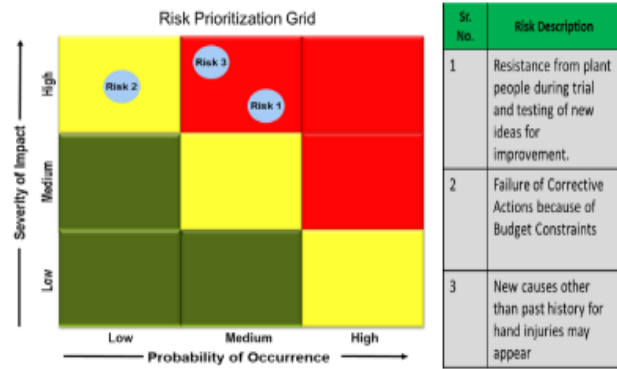 Risk Prioritization Grid
Severity of Impact
High
Medium
Low
Risk 2
Risk 3
Risk 1
Low
Medium
High
Probability of Occurrence
Sr.
No.
Risk Description
1
Resistance from plant
people during trial
and testing of new
ideas for
improvement.
2
Failure of Corrective
Actions because of
Budget Constraints
3
New causes other
than past history for
hand injuries may
appear